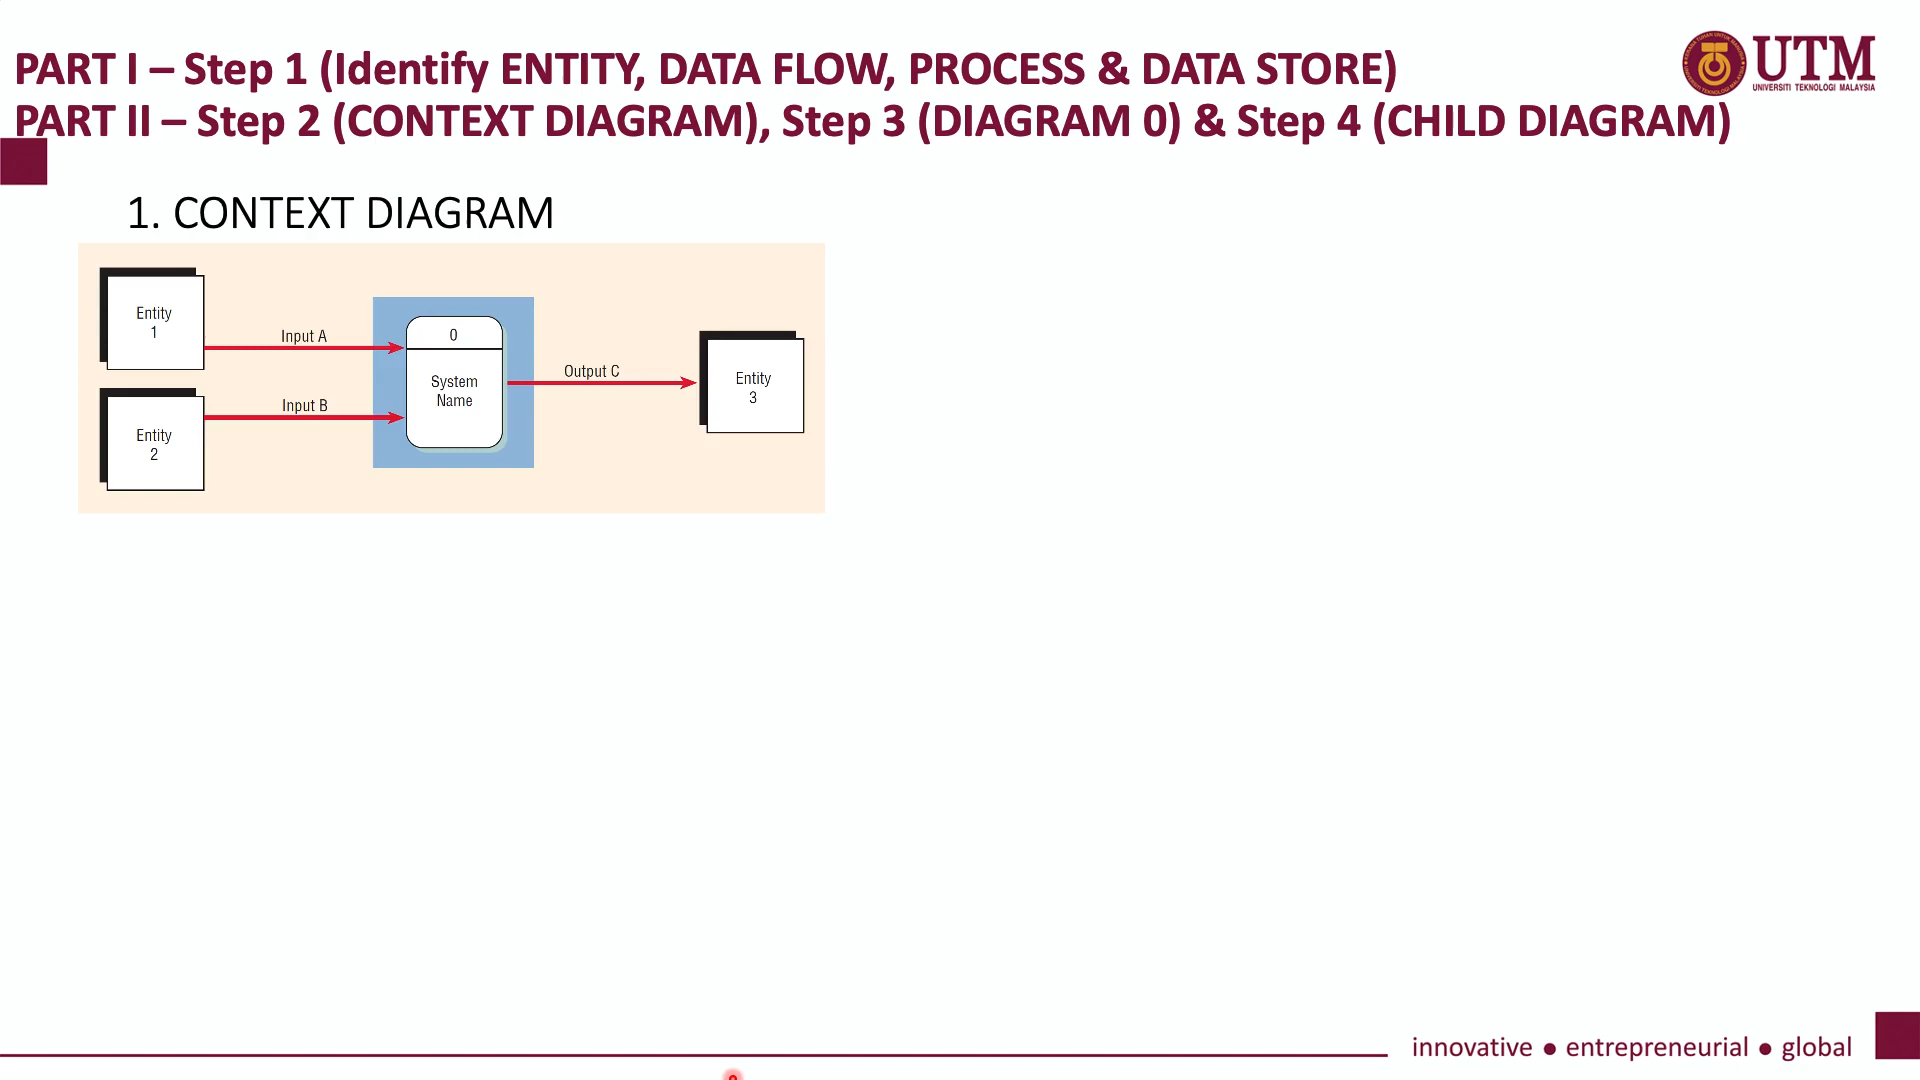 PART I – Step 1 (Identify ENTITY, DATA FLOW, PROCESS & DATA STORE)
PART II – Step 2 (CONTEXT DIAGRAM), Step 3 (DIAGRAM 0) & Step 4 (CHILD DIAGRAM)
UTM
UNIVERSITI TEKNOLOGI MALAYSIA
1. CONTEXT DIAGRAM
Entity
1
Input A
0
System
Name
Output C
Entity
3
Input B
Entity
2
innovative ● entrepreneurial ● global